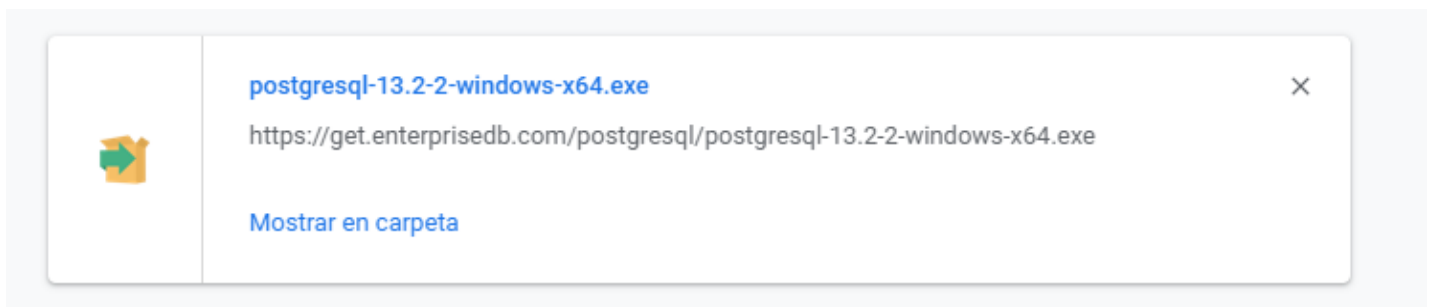 postgresql-13.2-2-windows-x64.exe
https://get.enterprisedb.com/postgresql/postgresql-13.2-2-windows-x64.exe
Mostrar en carpeta